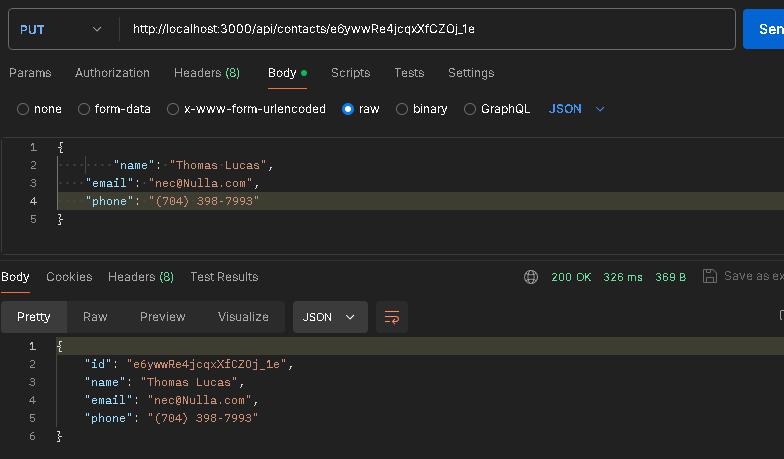 PUT http://localhost:3000/api/contacts/e6ywwRe4jcqxXfCZOj_1e Sen
Params Authorization Headers (8) Body Scripts Tests Settings
none form-data x-www-form-urlencoded raw binary GraphQL JSON
1 {
2 "name": "Thomas Lucas",
3 "email": "nec@Nulla.com",
4 "phone": "(704) 398-7993"
5 }
Body Cookies Headers (8) Test Results 200 OK 326 ms 369 B Save as ex
Pretty Raw Preview Visualize JSON
1 {
2 "id": "e6ywwRe4jcqxXfCZOj_1e",
3 "name": "Thomas Lucas",
4 "email": "nec@Nulla.com",
5 "phone": "(704) 398-7993"
6 }